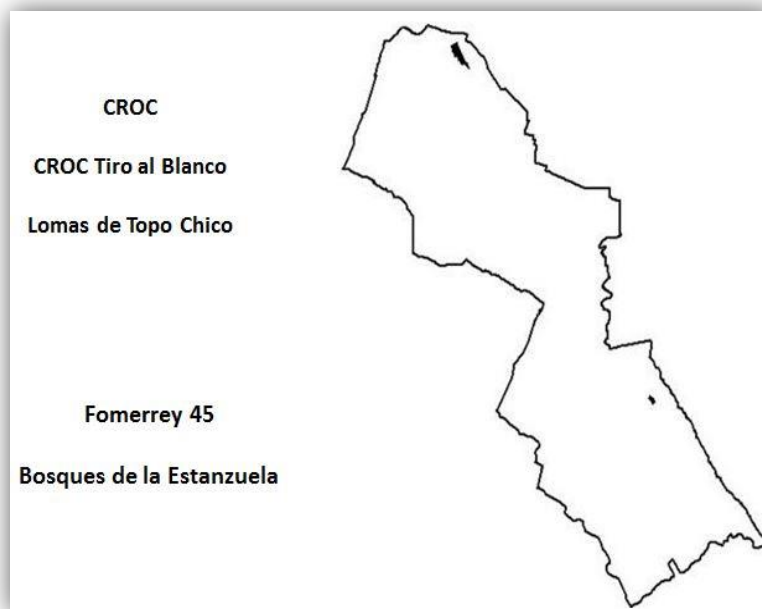 CROC
CROC Tiro al Blanco
Lomas de Topo Chico
Fomerrey 45
Bosques de la Estanzuela